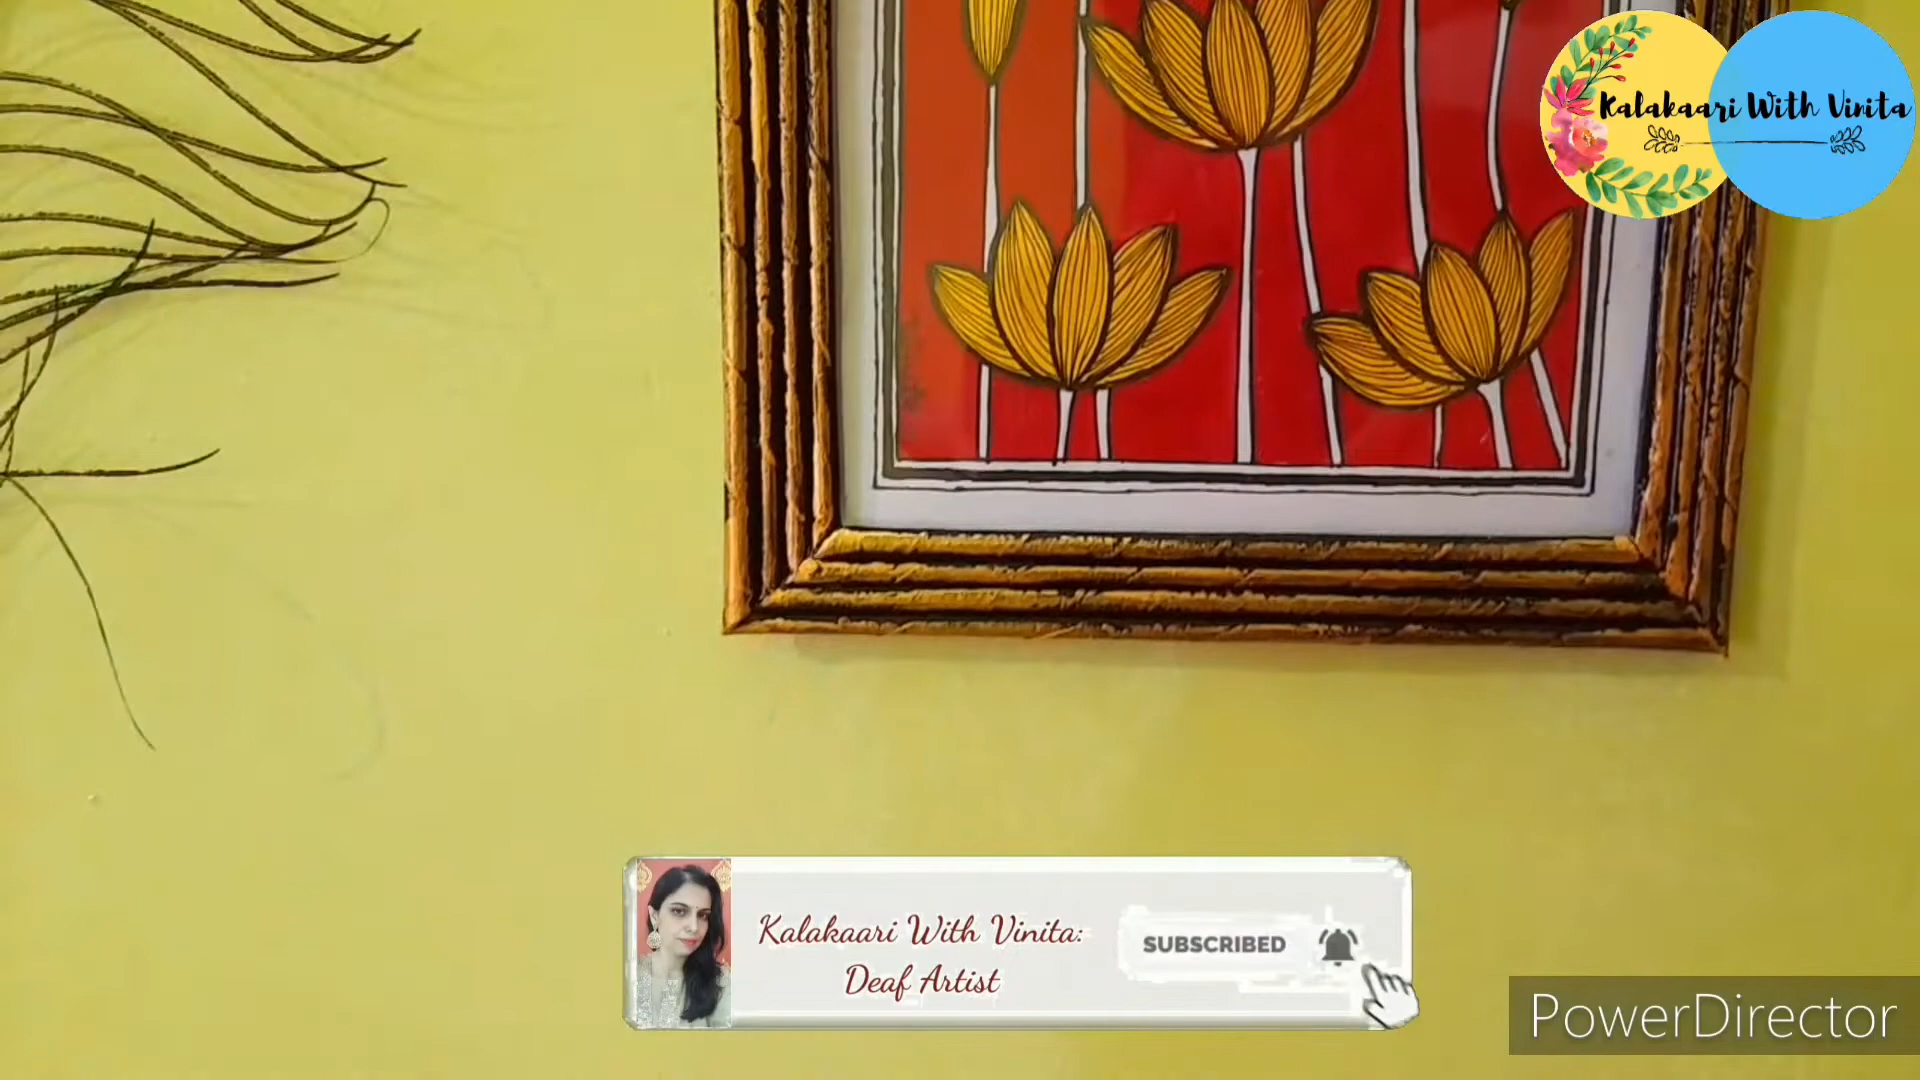 Kalakaari With Vinita
Kalakaari With Vinita:
Deaf Artist
SUBSCRIBED
PowerDirector